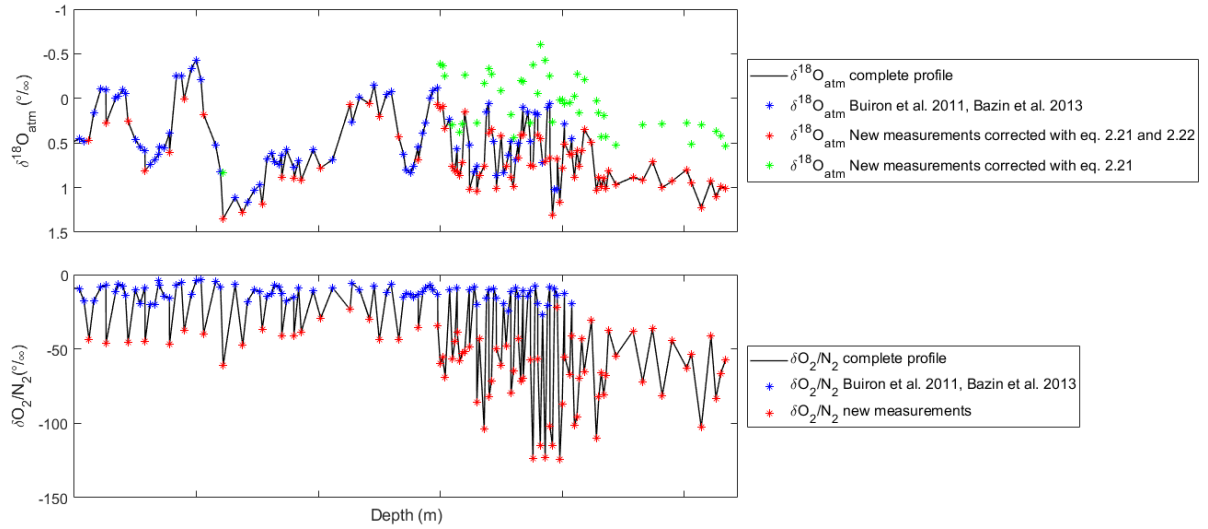 -1
-0.5
0
0.5
1
1.5
δ¹⁸Oₐₜₘ (°/∞)
δ¹⁸Oₐₜₘ complete profile
δ¹⁸Oₐₜₘ Buiron et al. 2011, Bazin et al. 2013
δ¹⁸Oₐₜₘ New measurements corrected with eq. 2.21 and 2.22
δ¹⁸Oₐₜₘ New measurements corrected with eq. 2.21
0
-50
-100
-150
δO₂/N₂(°/∞)
δO₂/N₂ complete profile
δO₂/N₂ Buiron et al. 2011, Bazin et al. 2013
δO₂/N₂ new measurements
Depth (m)